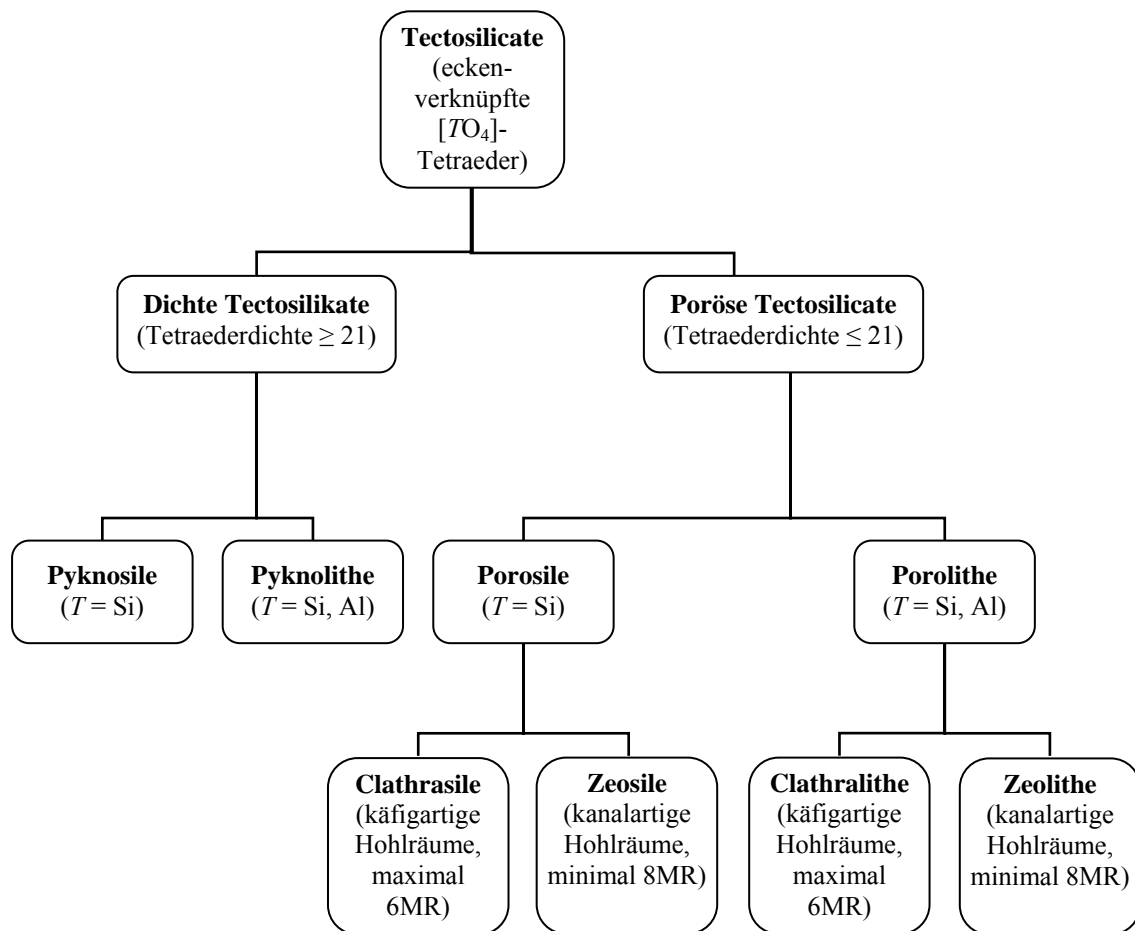 Tectosilicate
(ecken-
verknüpfte
[TO₄]-
Tetraeder)
Dichte Tectosilikate
(Tetraederdichte ≥ 21)
Poröse Tectosilicate
(Tetraederdichte ≤ 21)
Pyknosile
(T = Si)
Pyknolithe
(T = Si, Al)
Porosile
(T = Si)
Porolithe
(T = Si, Al)
Clathrasile
(käfigartige
Hohlräume,
maximal
6MR)
Zeosile
(kanalartige
Hohlräume,
minimal 8MR)
Clathralithe
(käfigartige
Hohlräume,
maximal
6MR)
Zeolithe
(kanalartige
Hohlräume,
minimal 8MR)